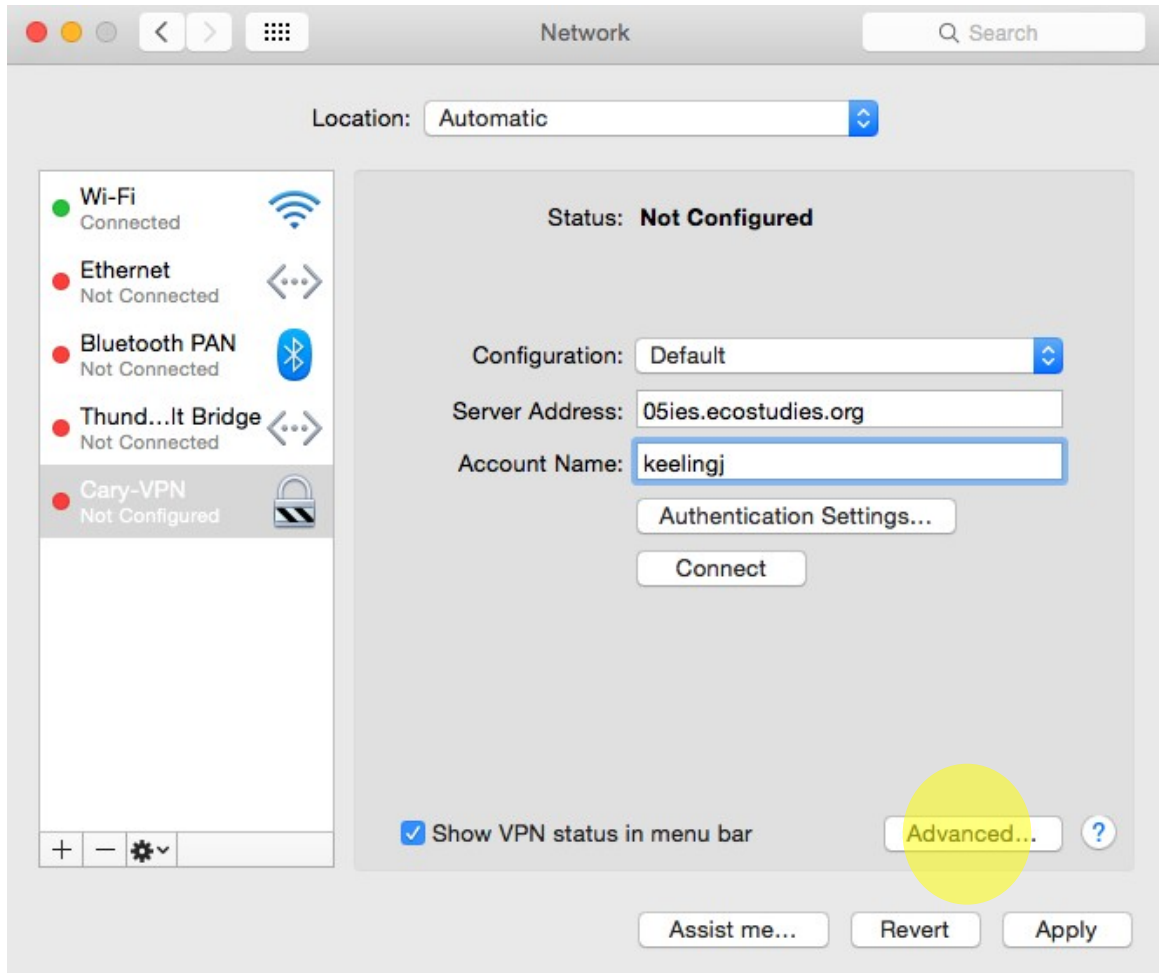 Network
Search
Location: Automatic
Wi-Fi
Connected
Ethernet
Not Connected
Bluetooth PAN
Not Connected
Thund...lt Bridge
Not Connected
Cary-VPN
Not Configured
Status: Not Configured
Configuration: Default
Server Address: 05ies.ecostudies.org
Account Name: keelingj
Authentication Settings...
Connect
Show VPN status in menu bar
Advanced...
?
Assist me...
Revert
Apply